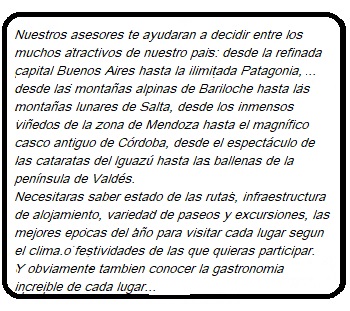 Nuestros asesores te ayudaran a decidir entre los
muchos atractivos de nuestro pais: desde la refinada
capital Buenos Aires hasta la ilimitada Patagonia, ...
desde las montañas alpinas de Bariloche hasta las
montañas lunares de Salta, desde los inmensos
viñedos de la zona de Mendoza hasta el magnífico
casco antiguo de Córdoba, desde el espectáculo de
las cataratas del Iguazú hasta las ballenas de la
península de Valdés.
Necesitaras saber estado de las rutas, infraestructura
de alojamiento, variedad de paseos y excursiones, las
mejores epocas del año para visitar cada lugar segun
el clima o festividades de las que quieras participar.
Y obviamente tambien conocer la gastronomia
increible de cada lugar...